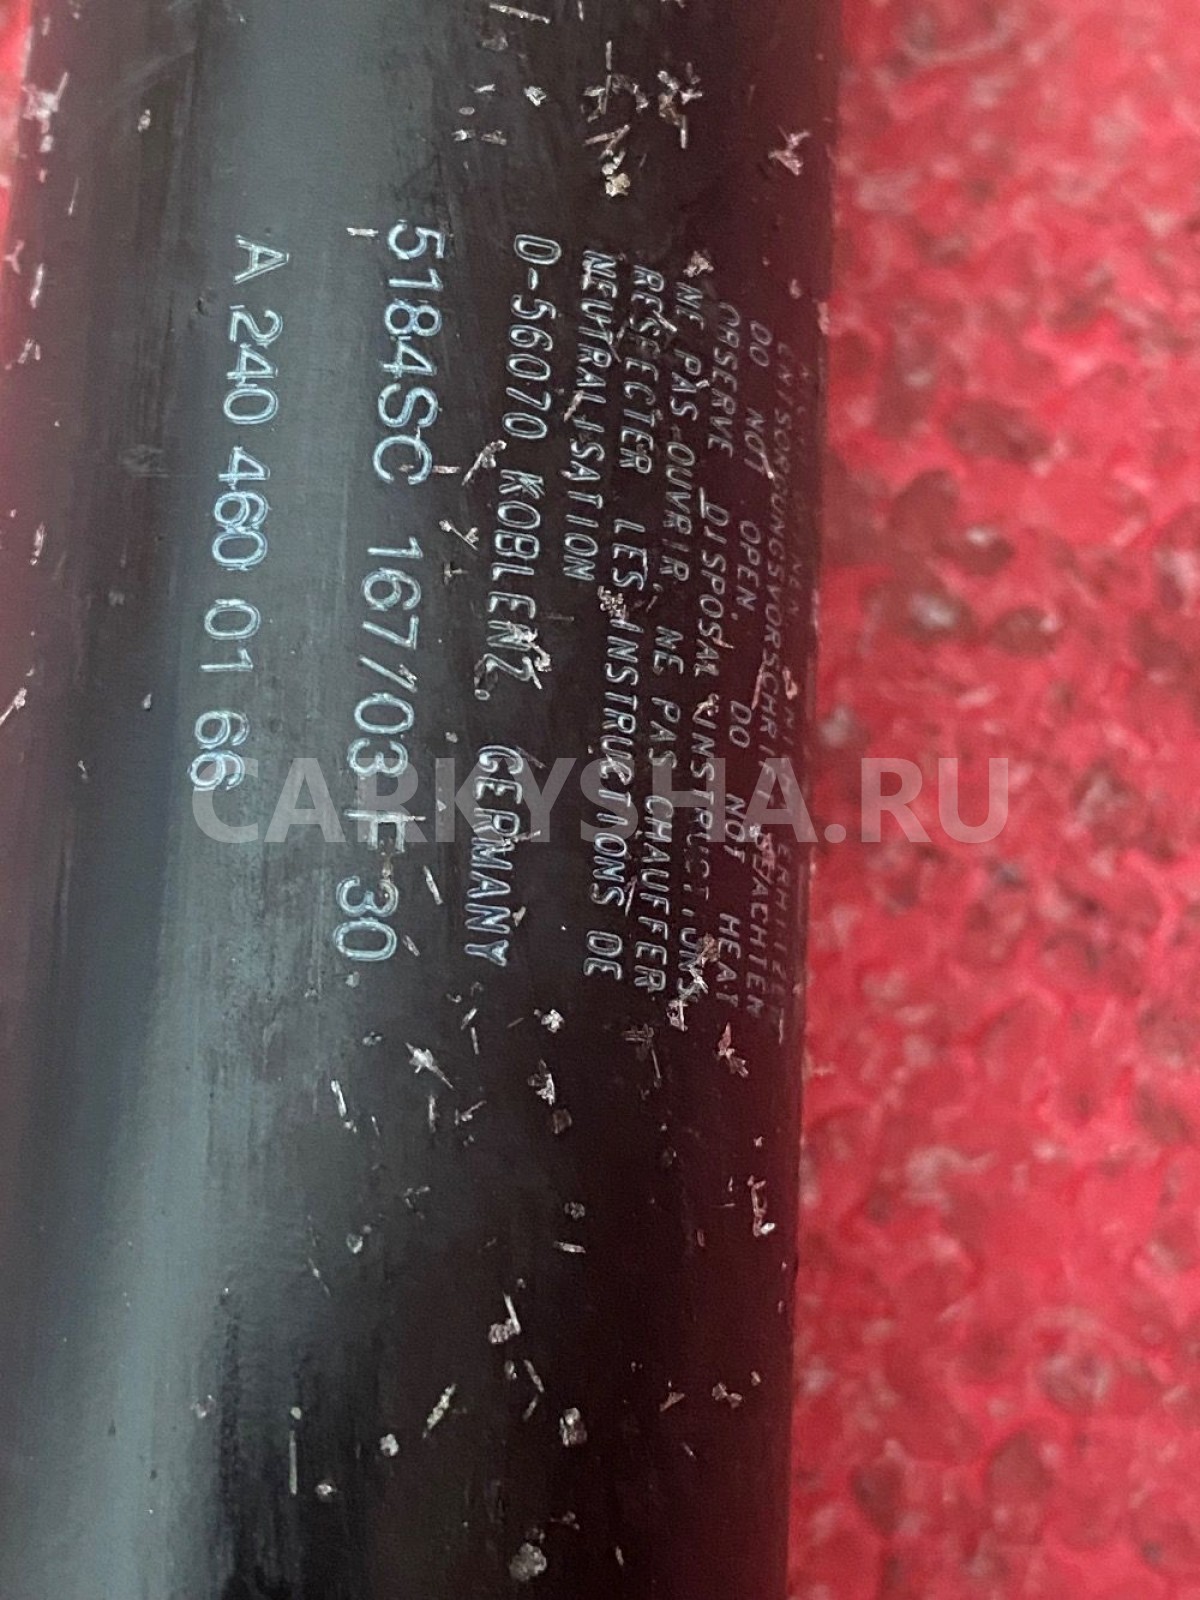 ENTSORGUNGSVORSCHRIFT BEACHTEN
DO NOT OPEN. DO NOT HEAT
OBSERVE DISPOSAL INSTRUCTIONS
NE PAS OUVRIR. NE PAS CHAUFFER
RESPECTER LES INSTRUCTIONS DE
NEUTRALISATION
D-56070 KOBLENZ, GERMANY
5184SC 167/03 F 30
A 240 460 01 66
CARKYSHA.RU